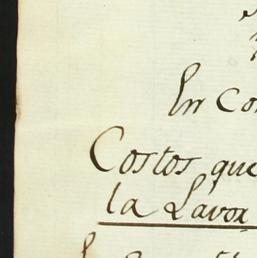 En Co
Costos que
la Lavor